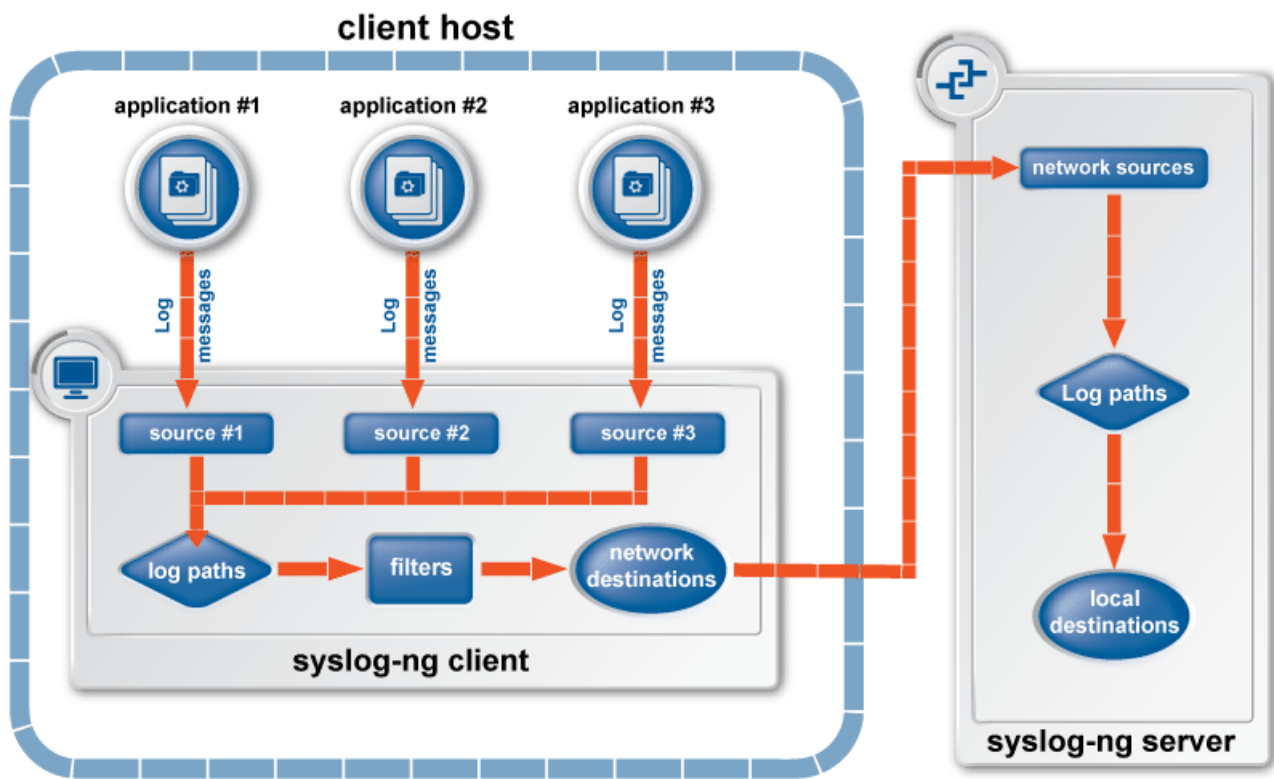 client host
application #1
application #2
application #3
Log
messages
Log
messages
Log
messages
source #1
source #2
source #3
log paths
filters
network
destinations
syslog-ng client
network sources
Log paths
local
destinations
syslog-ng server